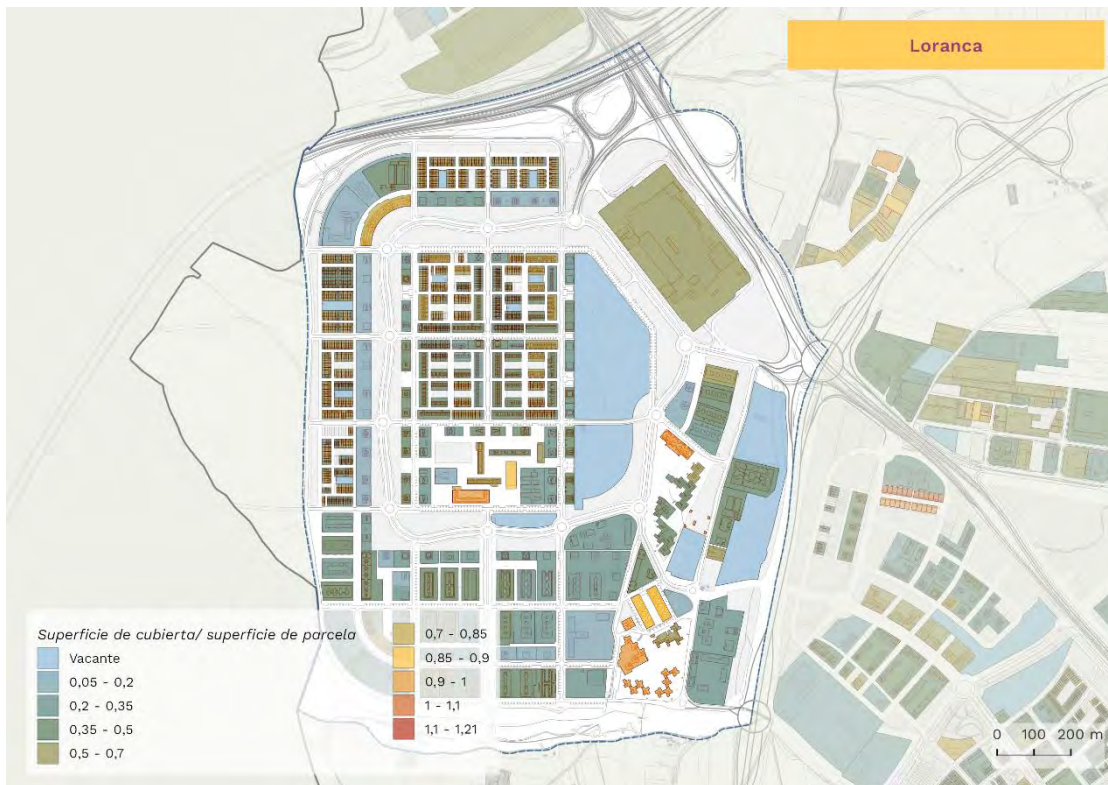 Loranca
Superficie de cubierta/ superficie de parcela
Vacante
0,05 - 0,2
0,2 - 0,35
0,35 - 0,5
0,5 - 0,7
0,7 - 0,85
0,85 - 0,9
0,9 - 1
1 - 1,1
1,1 - 1,21
0 100 200 m